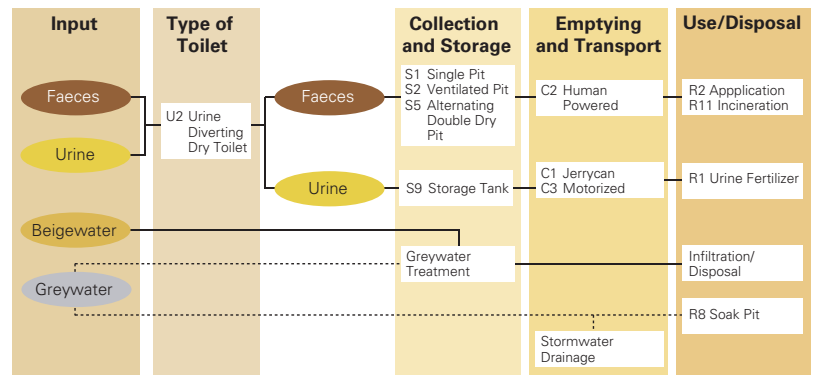 Input
Type of
Toilet
Collection
and Storage
Emptying
and Transport
Use/Disposal
Faeces
Urine
U2 Urine
Diverting
Dry Toilet
Faeces
S1 Single Pit
S2 Ventilated Pit
S5 Alternating
Double Dry
Pit
C2 Human
Powered
R2 Appplication
R11 Incineration
Urine
S9 Storage Tank
C1 Jerrycan
C3 Motorized
R1 Urine Fertilizer
Beigewater
Greywater
Greywater
Treatment
Infiltration/
Disposal
R8 Soak Pit
Stormwater
Drainage